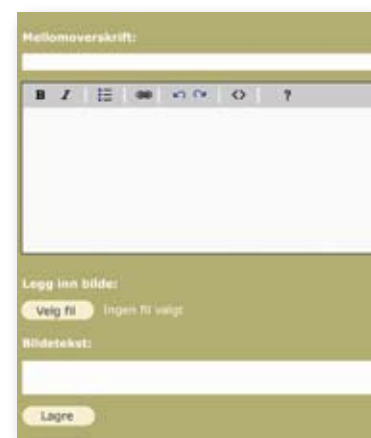 Mellomoverskrift:
B I <> ?
Legg inn bilde:
Velg fil Ingen fil valgt
Bildetekst:
Lagre